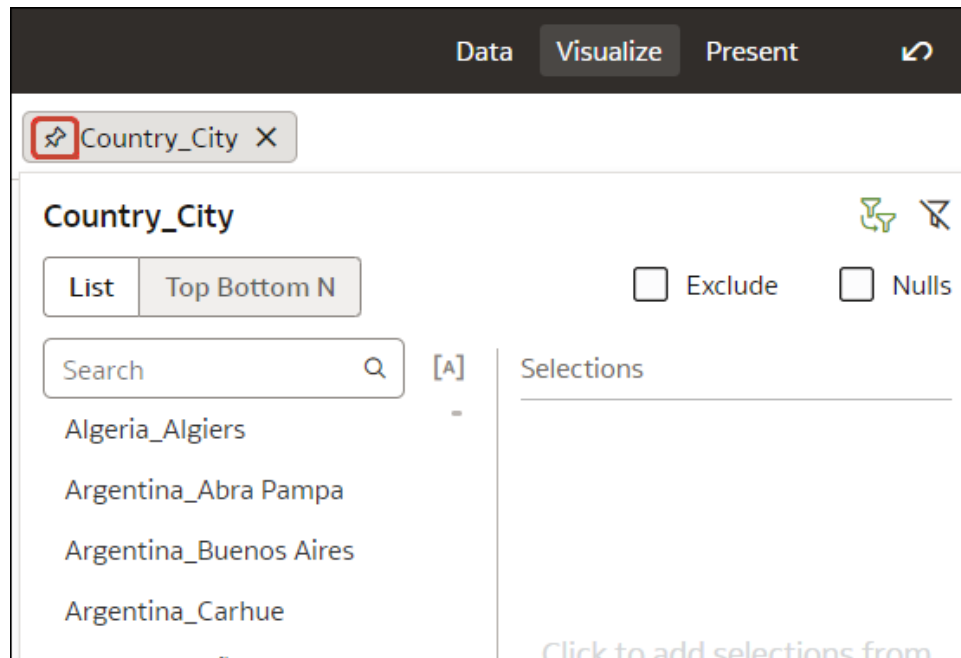 Data Visualize Present
Country_City
Country_City
List Top Bottom N Exclude Nulls
Search [A] Selections
Algeria_Algiers
Argentina_Abra Pampa
Argentina_Buenos Aires
Argentina_Carhue
Click to add selections from